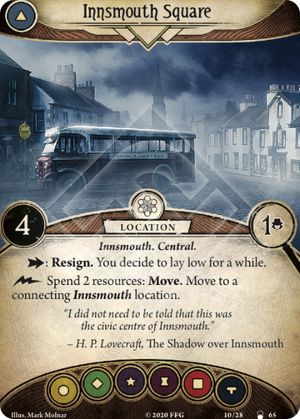 Innsmouth Square
4
LOCATION
1
Innsmouth. Central.
: Resign. You decide to lay low for a while.
Spend 2 resources: Move. Move to a
connecting Innsmouth location.
"I did not need to be told that this was
the civic centre of Innsmouth."
– H. P. Lovecraft, The Shadow over Innsmouth
Illus. Mark Molnar
© 2020 FFG
10/28
65